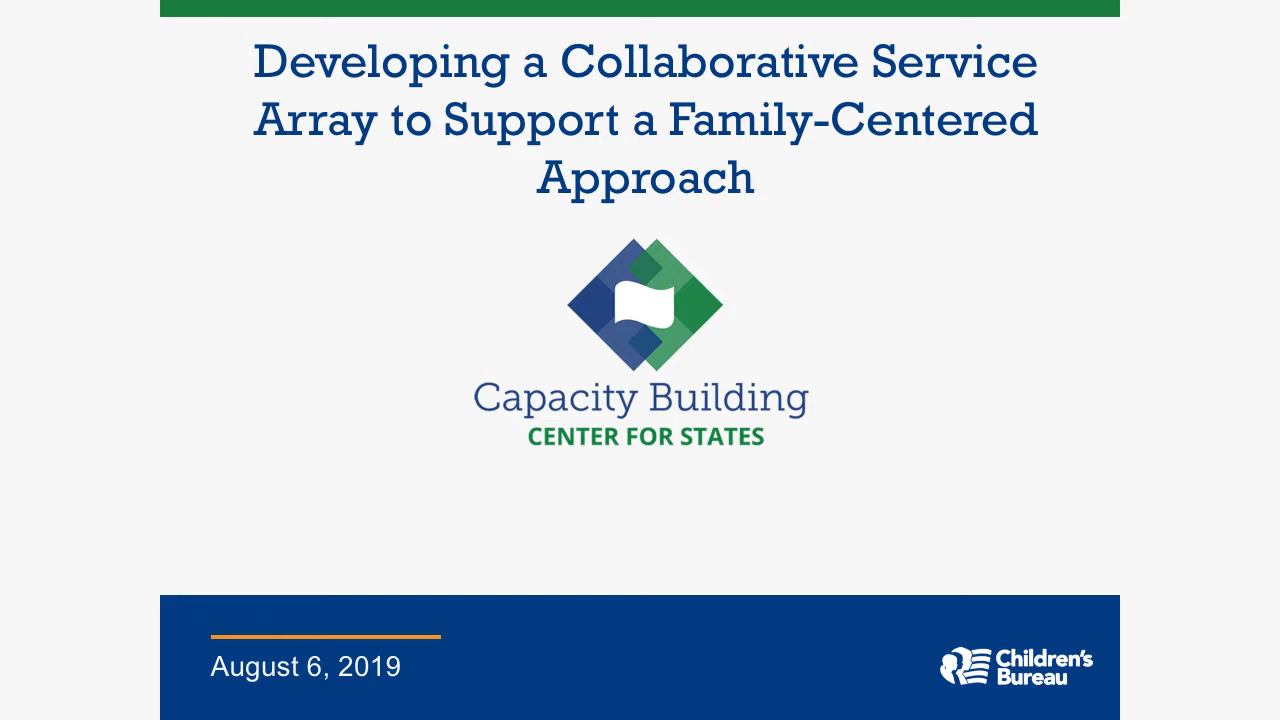 Developing a Collaborative Service
Array to Support a Family-Centered
Approach
Capacity Building
CENTER FOR STATES
August 6, 2019
Children's
Bureau